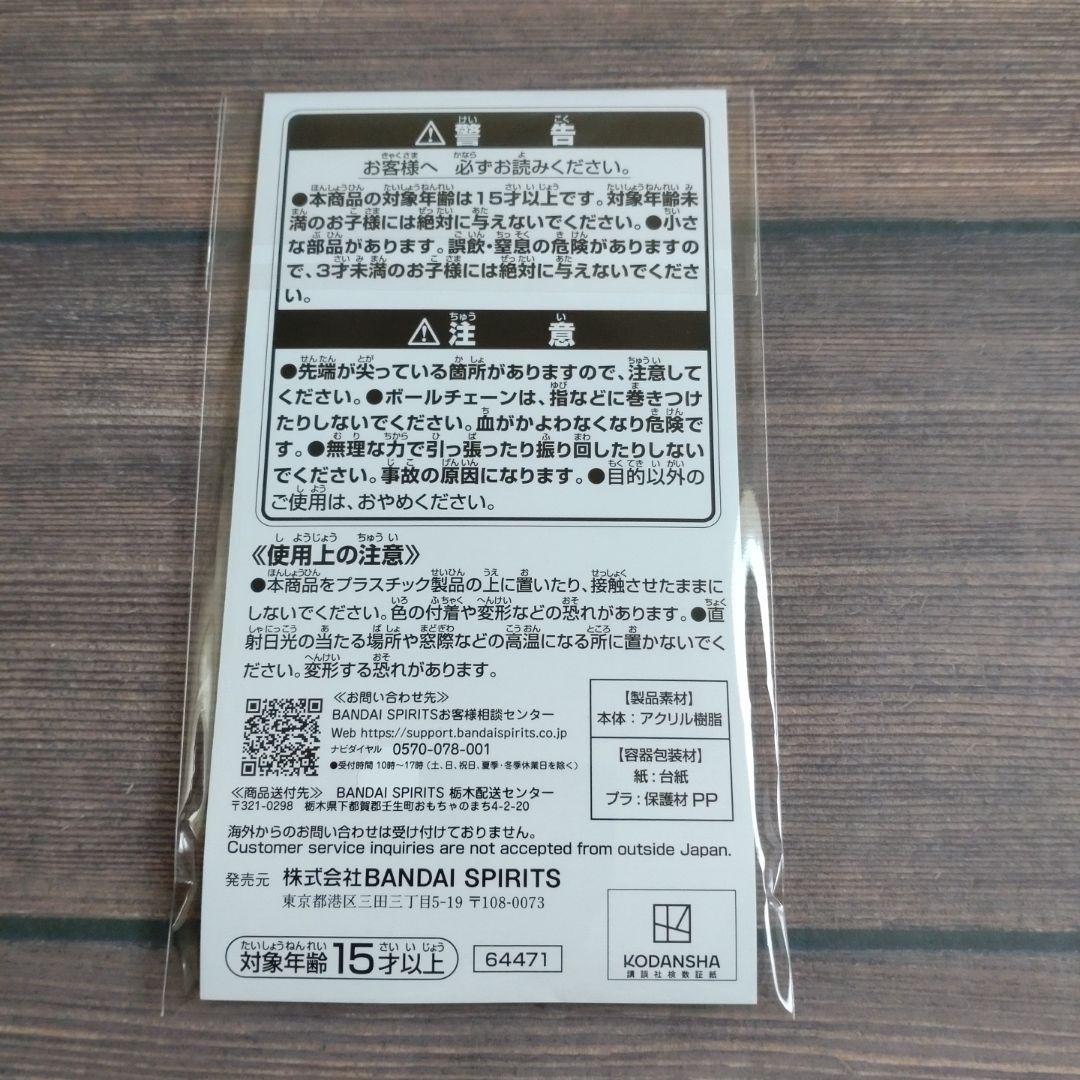 ⚠警告
お客様へ 必ずお読みください。
●本商品の対象年齢は15才以上です。対象年齢未
満のお子様には絶対に与えないでください。●小さ
な部品があります。誤飲・窒息の危険がありますの
で、3才未満のお子様には絶対に与えないでくださ
い。
⚠注意
●先端が尖っている箇所がありますので、注意して
ください。●ボールチェーンは、指などに巻きつけ
たりしないでください。血がかよわなくなり危険で
す。●無理な力で引っ張ったり振り回したりしない
でください。事故の原因になります。●目的以外の
ご使用は、おやめください。
《使用上の注意》
●本商品をプラスチック製品の上に置いたり、接触させたままに
しないでください。色の付着や変形などの恐れがあります。●直
射日光の当たる場所や窓際などの高温になる所に置かないでく
ださい。変形する恐れがあります。
≪お問い合わせ先≫
BANDAI SPIRITSお客様相談センター
Web https://support.bandaispirits.co.jp
ナビダイヤル 0570-078-001
●受付時間 10時〜17時(土、日、祝日、夏季・冬季休業日を除く)
≪商品送付先≫ BANDAI SPIRITS 栃木配送センター
〒321-0298 栃木県下都賀郡壬生町おもちゃのまち4-2-20
【製品素材】
本体:アクリル樹脂
【容器包装材】
紙:台紙
プラ:保護材 PP
海外からのお問い合わせは受け付けておりません。
Customer service inquiries are not accepted from outside Japan.
発売元 株式会社BANDAI SPIRITS
東京都港区三田三丁目5-19 〒108-0073
対象年齢15才以上
64471
KODANSHA
講談社検数証紙